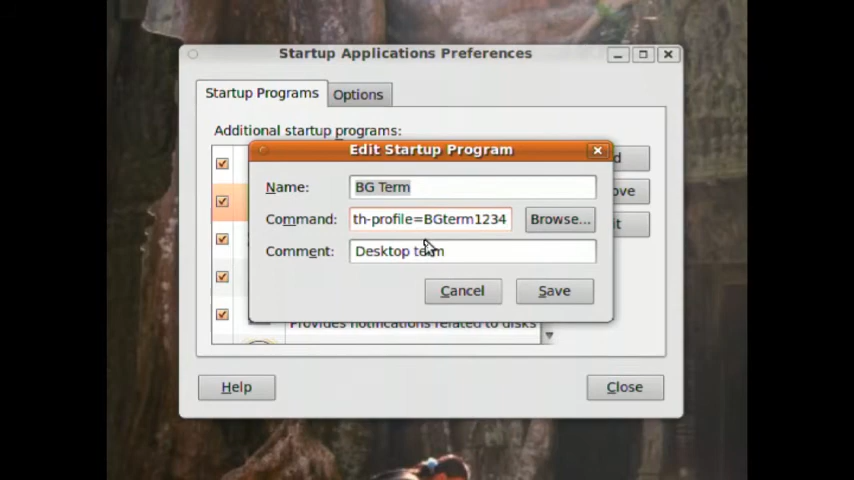 Startup Applications Preferences
Startup Programs
Options
Additional startup programs:
Edit Startup Program
Name:
BG Term
Command:
th-profile=BGterm1234
Browse...
Comment:
Desktop term
Cancel
Save
Provides notifications related to disks
Help
Close